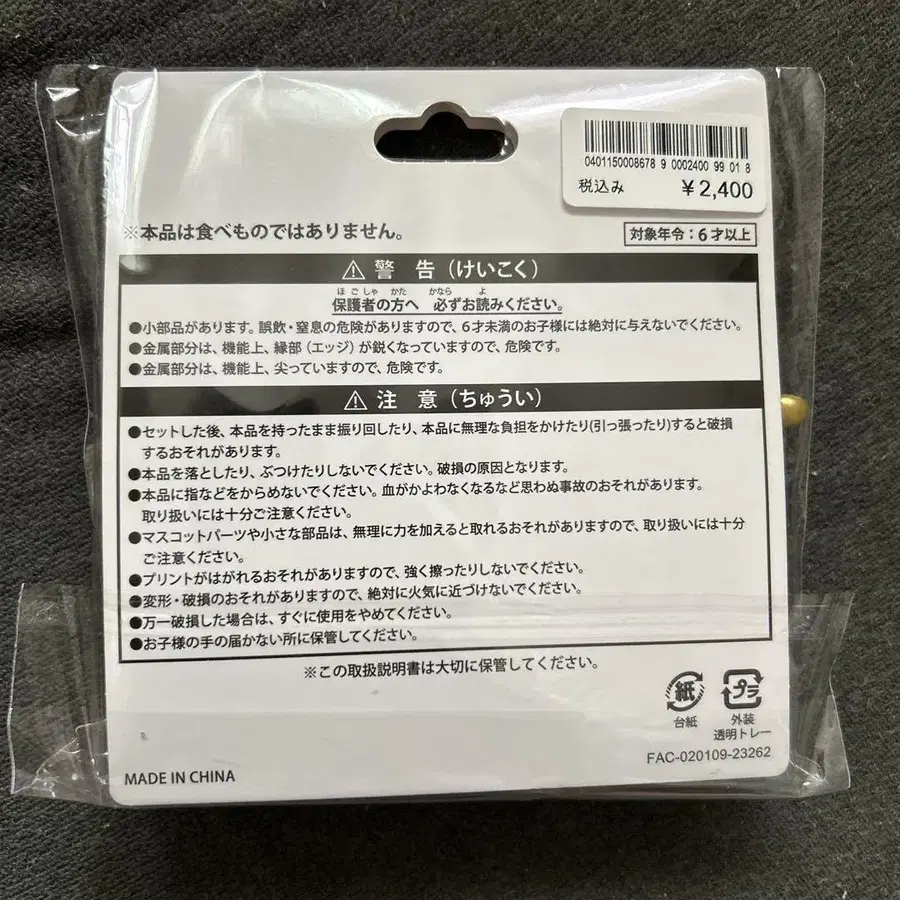 0401150008678 9 0002400 99 01 8
税込み ¥2,400
※本品は食べものではありません。
対象年令：6才以上
⚠ 警 告（けいこく）
ほごしゃ かた かなら よ
保護者の方へ 必ずお読みください。
●小部品があります。誤飲・窒息の危険がありますので、6才未満のお子様には絶対に与えないでください。
●金属部分は、機能上、縁部（エッジ）が鋭くなっていますので、危険です。
●金属部分は、機能上、尖っていますので、危険です。
⚠ 注 意（ちゅうい）
●セットした後、本品を持ったまま振り回したり、本品に無理な負担をかけたり(引っ張ったり)すると破損
するおそれがあります。
●本品を落としたり、ぶつけたりしないでください。破損の原因となります。
●本品に指などをからめないでください。血がかよわなくなるなど思わぬ事故のおそれがあります。
取り扱いには十分ご注意ください。
●マスコットパーツや小さな部品は、無理に力を加えると取れるおそれがありますので、取り扱いには十分
ご注意ください。
●プリントがはがれるおそれがありますので、強く擦ったりしないでください。
●変形・破損のおそれがありますので、絶対に火気に近づけないでください。
●万一破損した場合は、すぐに使用をやめてください。
●お子様の手の届かない所に保管してください。
※この取扱説明書は大切に保管してください。
紙 プラ
台紙 外装
透明トレー
FAC-020109-23262
MADE IN CHINA